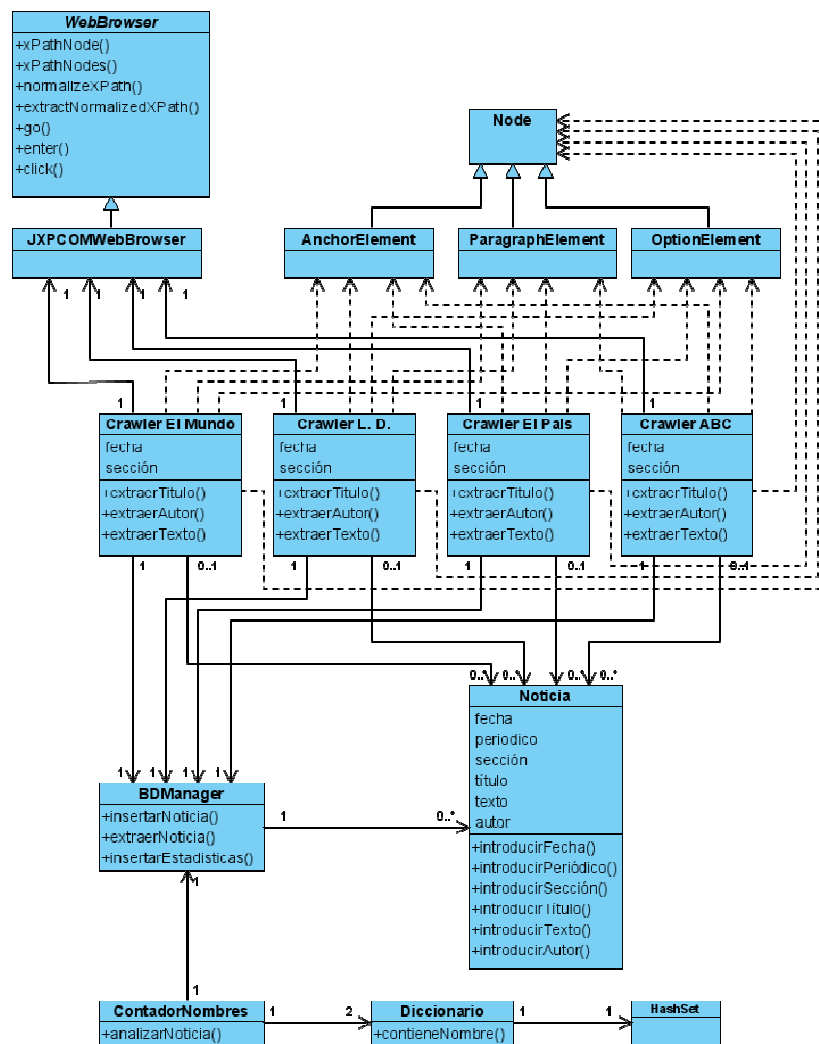 WebBrowser
+xPathNode()
+xPathNodes()
+normalizeXPath()
+extractNormalizedXPath()
+go()
+enter()
+click()
Node
JXPCOMWebBrowser
AnchorElement
ParagraphElement
OptionElement
1 1 1 1
1 1 1 1
Crawler El Mundo
fecha
sección
+extraerTitulo()
+extraerAutor()
+extraerTexto()
Crawler L. D.
fecha
sección
+extraerTitulo()
+extraerAutor()
+extraerTexto()
Crawler El Pais
fecha
sección
+extraerTitulo()
+extraerAutor()
+extraerTexto()
Crawler ABC
fecha
sección
+extraerTitulo()
+extraerAutor()
+extraerTexto()
1 0..1 1 0..1 1 0..1 1 0..1
0..* 0..* 0..* 0..*
Noticia
fecha
periodico
sección
título
texto
autor
+introducirFecha()
+introducirPeriódico()
+introducirSección()
+introducirTítulo()
+introducirTexto()
+introducirAutor()
1 1 1 1
BDManager
+insertarNoticia()
+extraerNoticia()
+insertarEstadisticas()
1 0..*
1
1
ContadorNombres
+analizarNoticia()
1 2
Diccionario
+contieneNombre()
1 1
HashSet